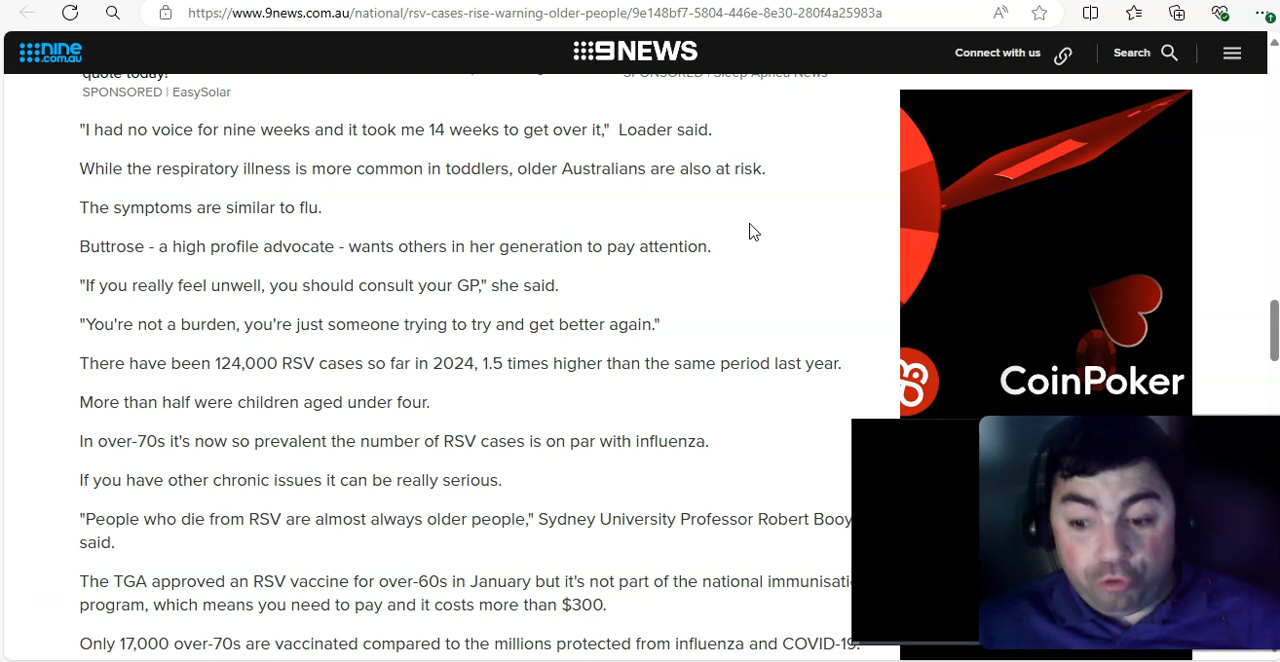 https://www.9news.com.au/national/rsv-cases-rise-warning-older-people/9e148bf7-5804-446e-8e30-280f4a25983a
nine
.com.au
9NEWS
Connect with us
Search
quote today!
SPONSORED | Sleep Apnea News
SPONSORED | EasySolar
"I had no voice for nine weeks and it took me 14 weeks to get over it," Loader said.
While the respiratory illness is more common in toddlers, older Australians are also at risk.
The symptoms are similar to flu.
Buttrose - a high profile advocate - wants others in her generation to pay attention.
"If you really feel unwell, you should consult your GP," she said.
"You're not a burden, you're just someone trying to try and get better again."
There have been 124,000 RSV cases so far in 2024, 1.5 times higher than the same period last year.
More than half were children aged under four.
In over-70s it's now so prevalent the number of RSV cases is on par with influenza.
If you have other chronic issues it can be really serious.
"People who die from RSV are almost always older people," Sydney University Professor Robert Booy
said.
The TGA approved an RSV vaccine for over-60s in January but it's not part of the national immunisati
program, which means you need to pay and it costs more than $300.
Only 17,000 over-70s are vaccinated compared to the millions protected from influenza and COVID-19.
CoinPoker